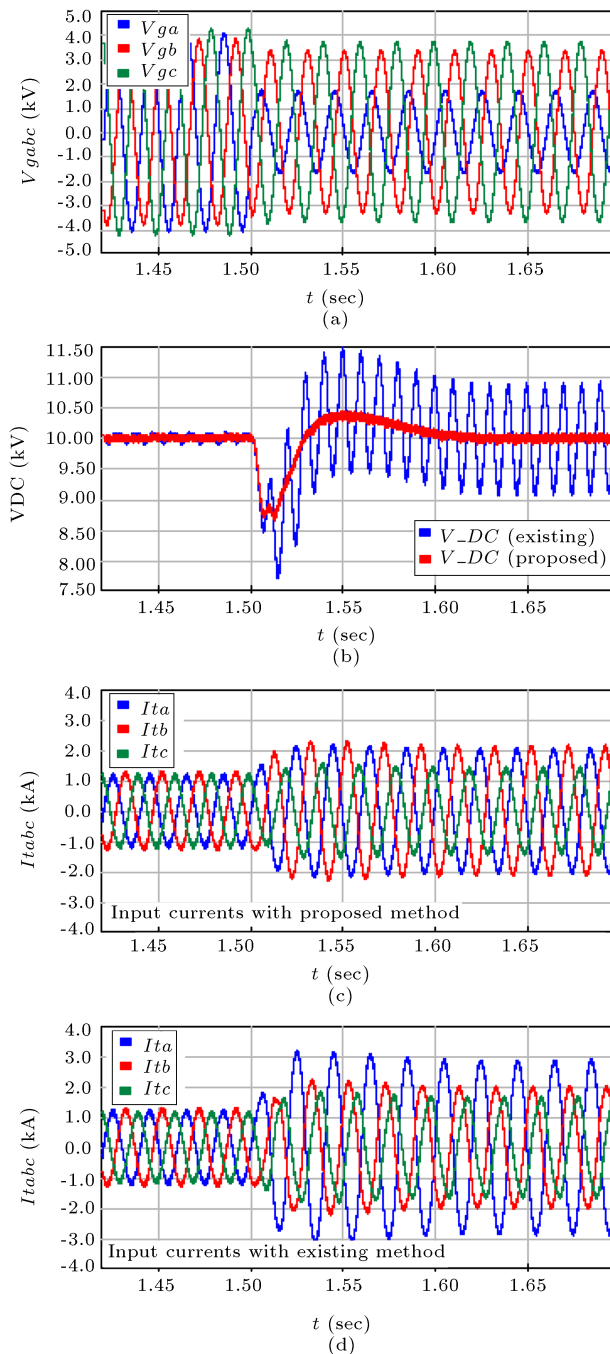 5.0
4.0
3.0
2.0
1.0
0.0
-1.0
-2.0
-3.0
-4.0
5.0
Vgabc (kV)
Vga
Vgb
Vgc
1.45 1.50 1.55 1.60 1.65
t (sec)
(a)
11.50
11.00
10.50
10.00
9.50
9.00
8.50
8.00
7.50
VDC (kV)
V_DC (existing)
V_DC (proposed)
1.45 1.50 1.55 1.60 1.65
t (sec)
(b)
4.0
3.0
2.0
1.0
0.0
-1.0
-2.0
-3.0
-4.0
Itabc (kA)
Ita
Itb
Itc
Input currents with proposed method
1.45 1.50 1.55 1.60 1.65
t (sec)
(c)
4.0
3.0
2.0
1.0
0.0
-1.0
-2.0
-3.0
-4.0
Itabc (kA)
Ita
Itb
Itc
Input currents with existing method
1.45 1.50 1.55 1.60 1.65
t (sec)
(d)